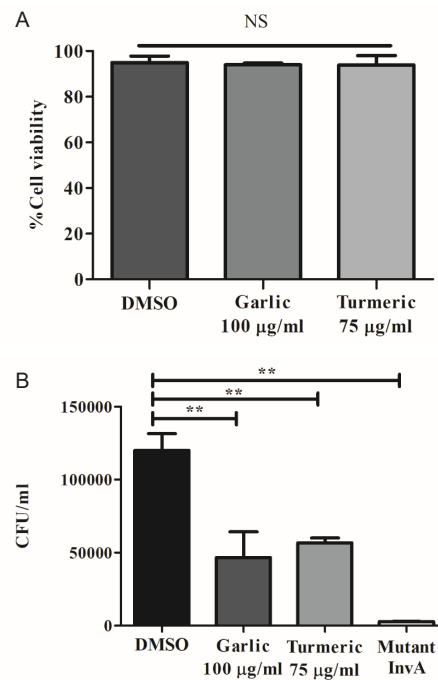 A
NS
100
80
60
40
20
0
%Cell viability
DMSO
Garlic
100 μg/ml
Turmeric
75 μg/ml
B
**
**
**
150000
100000
50000
0
CFU/ml
DMSO
Garlic
100 μg/ml
Turmeric
75 μg/ml
Mutant
InvA